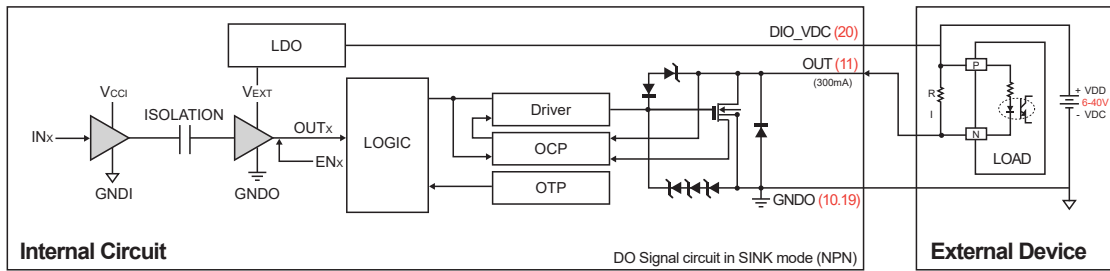 LDO
DIO_VDC (20)
OUT (11)
(300mA)
VCCI
VEXT
ISOLATION
INX
OUTX
ENX
GNDI
GNDO
LOGIC
Driver
OCP
OTP
GNDO (10.19)
P
R
I
N
LOAD
+ VDD
6-40V
- VDC
Internal Circuit
DO Signal circuit in SINK mode (NPN)
External Device